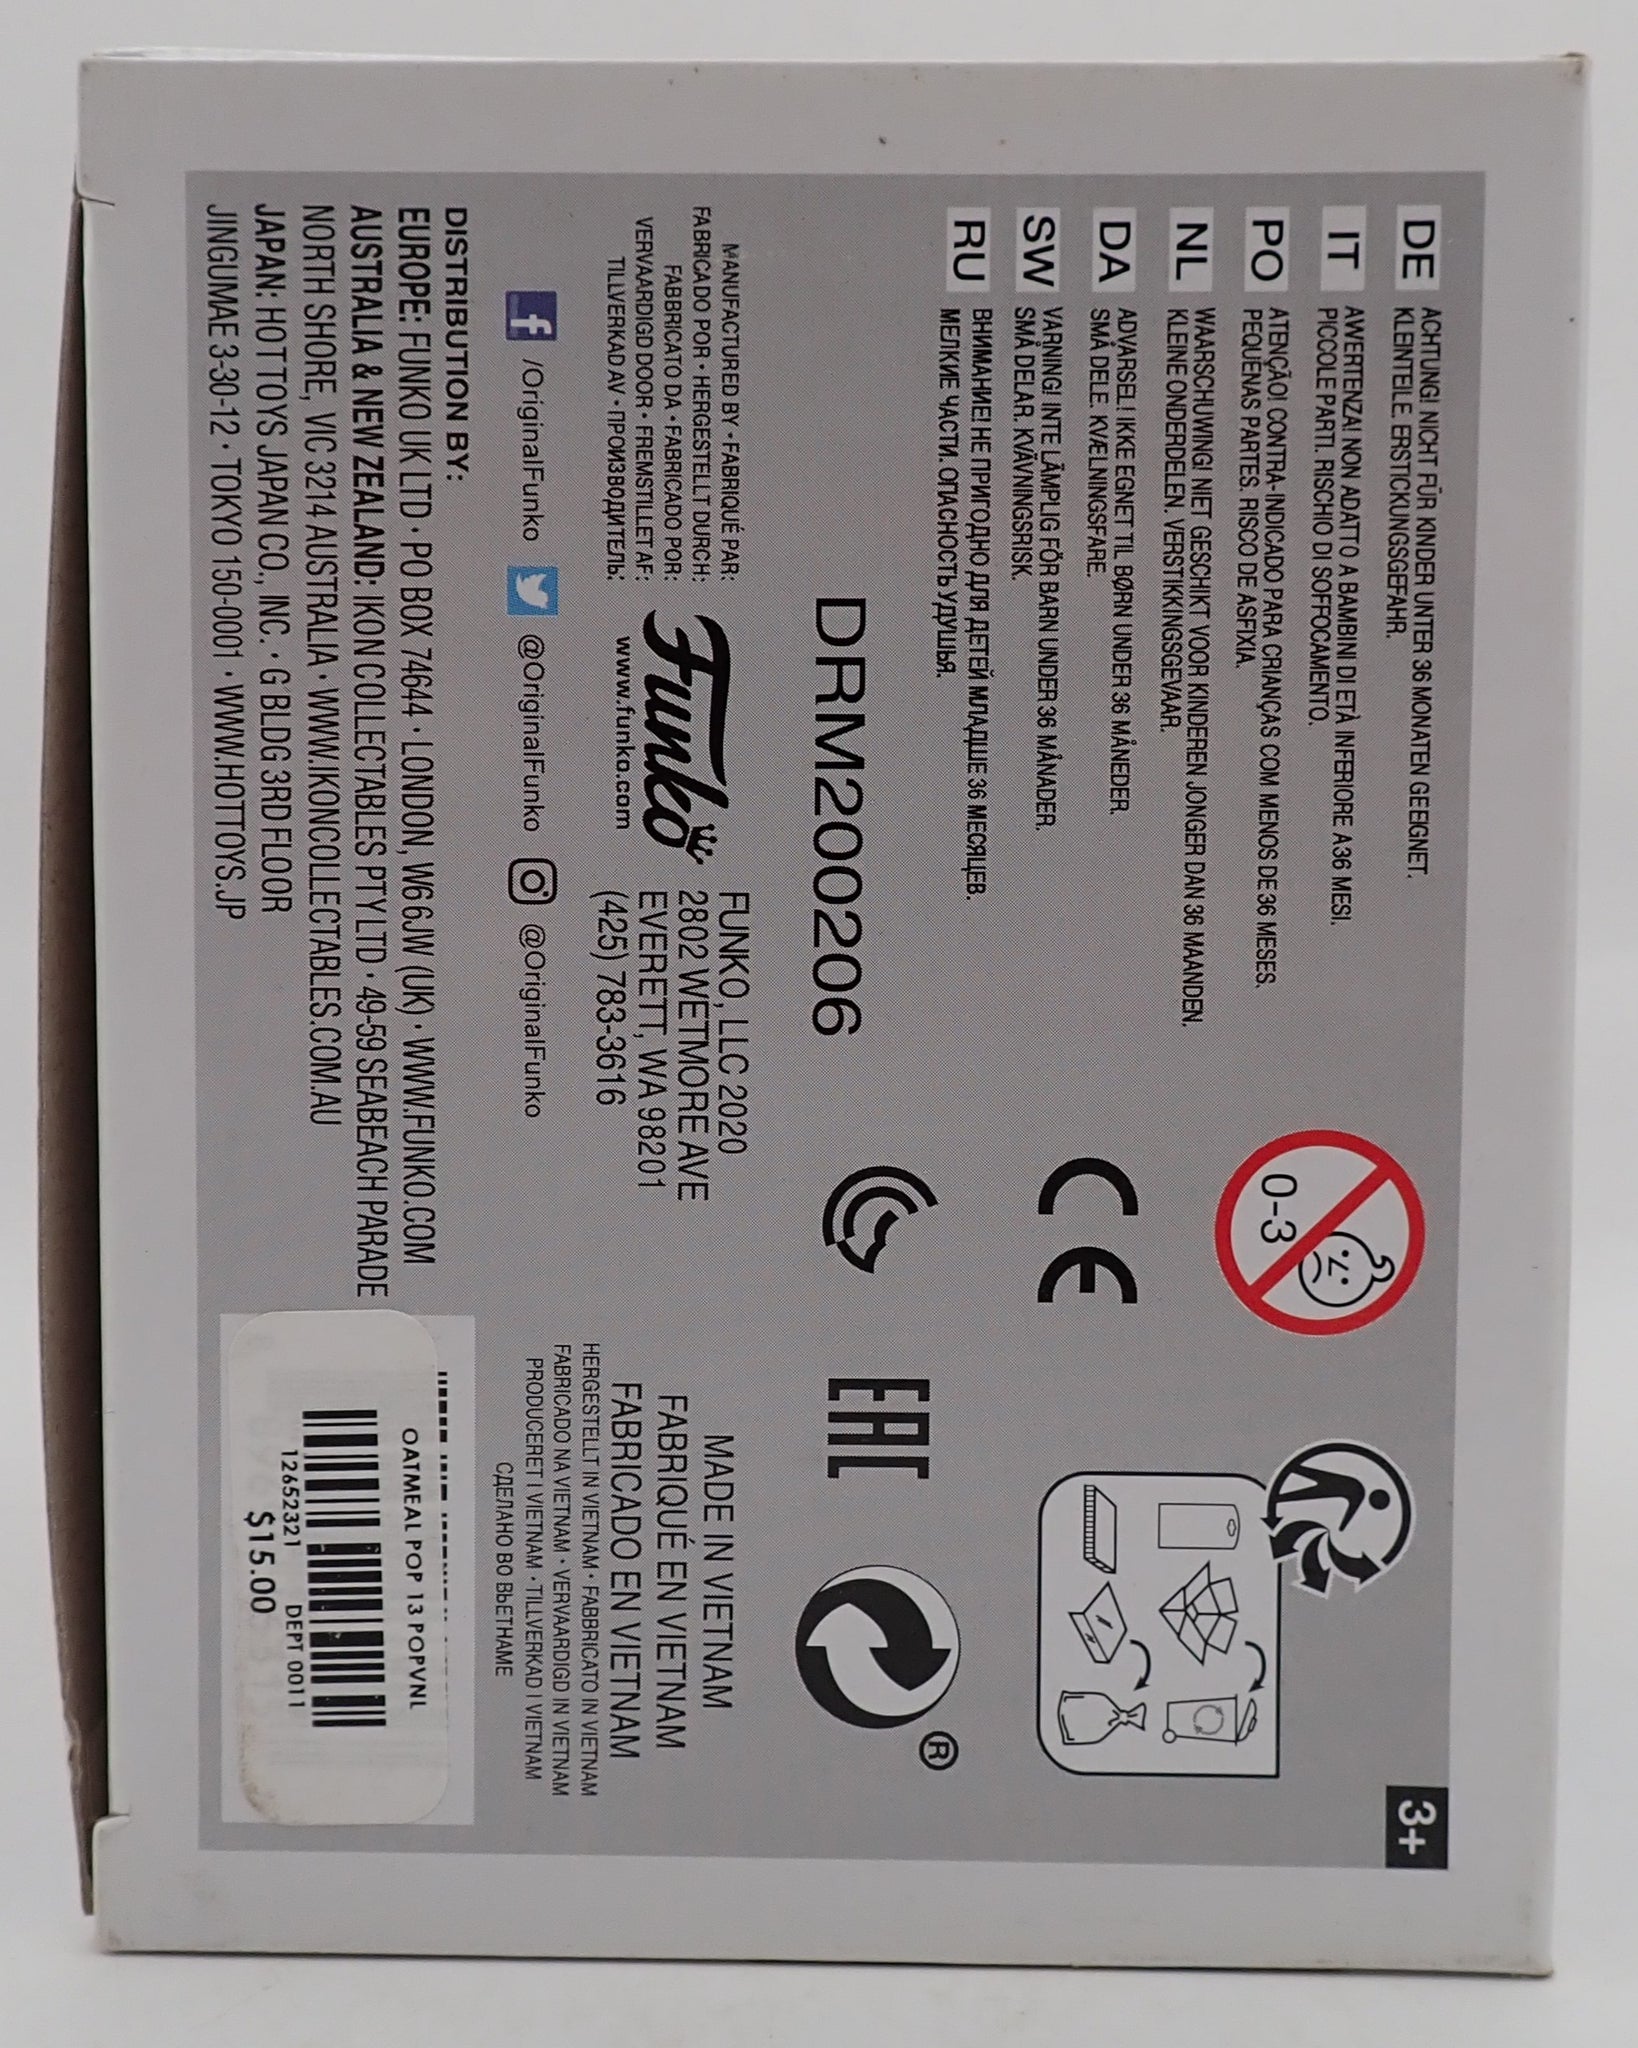 DE ACHTUNG! NICHT FÜR KINDER UNTER 36 MONATEN GEEIGNET.
KLEINTEILE. ERSTICKUNGSGEFAHR.
IT AWERTENZA! NON ADATTO A BAMBINI DI ETÀ INFERIORE A 36 MESI.
PICCOLE PARTI. RISCHIO DI SOFFOCAMENTO.
PO ATENÇÃO! CONTRA-INDICADO PARA CRIANÇAS COM MENOS DE 36 MESES.
PEQUENAS PARTES. RISCO DE ASFIXIA.
NL WAARSCHUWING! NIET GESCHIKT VOOR KINDEREN JONGER DAN 36 MAANDEN.
KLEINE ONDERDELEN. VERSTIKKINGSGEVAAR.
DA ADVARSEL! IKKE EGNET TIL BØRN UNDER 36 MÅNEDER.
SMÅ DELE. KVÆLNINGSFARE.
SW VARNING! INTE LÄMPLIG FÖR BARN UNDER 36 MÅNADER.
SMÅ DELAR. KVÄVNINGSRISK.
RU ВНИМАНИЕ! НЕ ПРИГОДНО ДЛЯ ДЕТЕЙ МЛАДШЕ 36 МЕСЯЦЕВ.
МЕЛКИЕ ЧАСТИ. ОПАСНОСТЬ УДУШЬЯ.
0-3
3+
CE
DRM200206
EAC
®
MANUFACTURED BY • FABRIQUÉ PAR:
FABRICADO POR • HERGESTELLT DURCH:
FABBRICATO DA • FABRICADO POR:
VERVAARDIGD DOOR • FREMSTILLET AF:
TILLVERKAD AV • ПРОИЗВОДИТЕЛЬ:
Funko
www.funko.com
FUNKO, LLC 2020
2802 WETMORE AVE
EVERETT, WA 98201
(425) 783-3616
MADE IN VIETNAM
FABRIQUÉ EN VIETNAM
FABRICADO EN VIETNAM
HERGESTELLT IN VIETNAM • FABBRICATO IN VIETNAM
FABRICADO NA VIETNAM • VERVAARDIGD IN VIETNAM
PRODUCERET I VIETNAM • TILLVERKAD I VIETNAM
СДЕЛАНО ВО ВЬЕТНАМЕ
/OriginalFunko @OriginalFunko @OriginalFunko
DISTRIBUTION BY:
EUROPE: FUNKO UK LTD • PO BOX 7644 • LONDON, W6 6JW (UK) • WWW.FUNKO.COM
AUSTRALIA & NEW ZEALAND: IKON COLLECTABLES PTY LTD • 49-59 SEABEACH PARADE
NORTH SHORE, VIC 3214 AUSTRALIA • WWW.IKONCOLLECTABLES.COM.AU
JAPAN: HOT TOYS JAPAN CO., INC. • G BLDG 3RD FLOOR
JINGUMAE 3-30-12 • TOKYO 150-0001 • WWW.HOTTOYS.JP
OATMEAL POP 13 POPVNL
12652321 DEPT 0011
$15.00